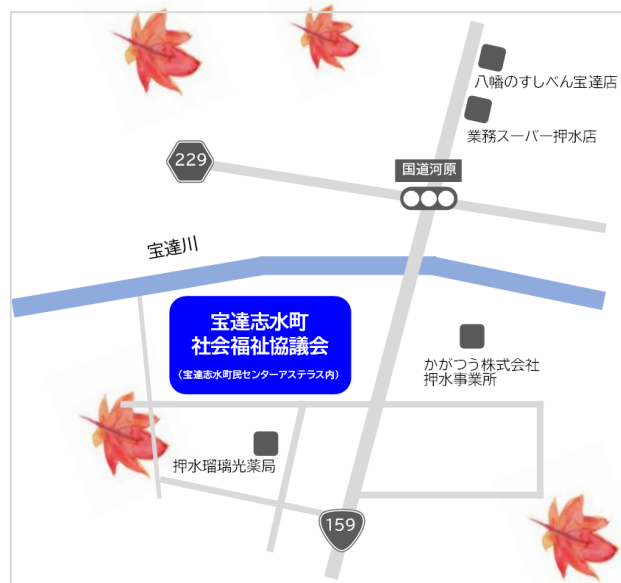 八幡のすしべん宝達店
業務スーパー押水店
229
国道河原
宝達川
宝達志水町
社会福祉協議会
(宝達志水町民センターアステラス内)
かがつう株式会社
押水事業所
押水瑠璃光薬局
159